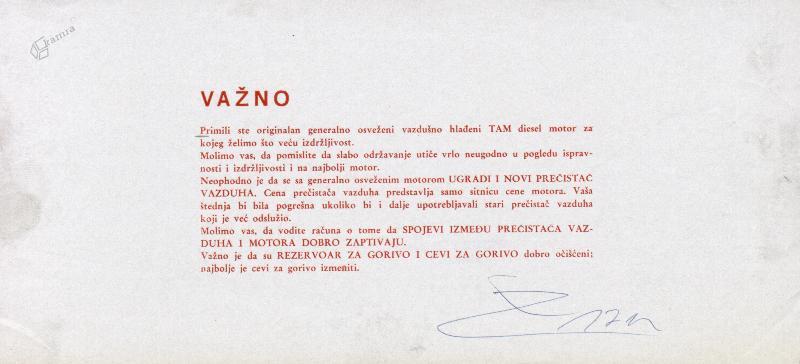 Kamra
VAŽNO
Primili ste originalan generalno osveženi vazdušno hlađeni TAM diesel motor za
kojeg želimo što veću izdržljivost.
Molimo vas, da pomislite da slabo održavanje utiče vrlo neugodno u pogledu isprav-
nosti i izdržljivosti i na najbolji motor.
Neophodno je da se sa generalno osveženim motorom UGRADI I NOVI PREČISTAČ
VAZDUHA. Cena prečistača vazduha predstavlja samo sitnicu cene motora. Vaša
štednja bi bila pogrešna ukoliko bi i dalje upotrebljavali stari prečistač vazduha
koji je već odslužio.
Molimo vas, da vodite računa o tome da SPOJEVI IZMEĐU PREČISTAČA VAZ-
DUHA I MOTORA DOBRO ZAPTIVAJU.
Važno je da su REZERVOAR ZA GORIVO I CEVI ZA GORIVO dobro očišćeni;
najbolje je cevi za gorivo izmeniti.